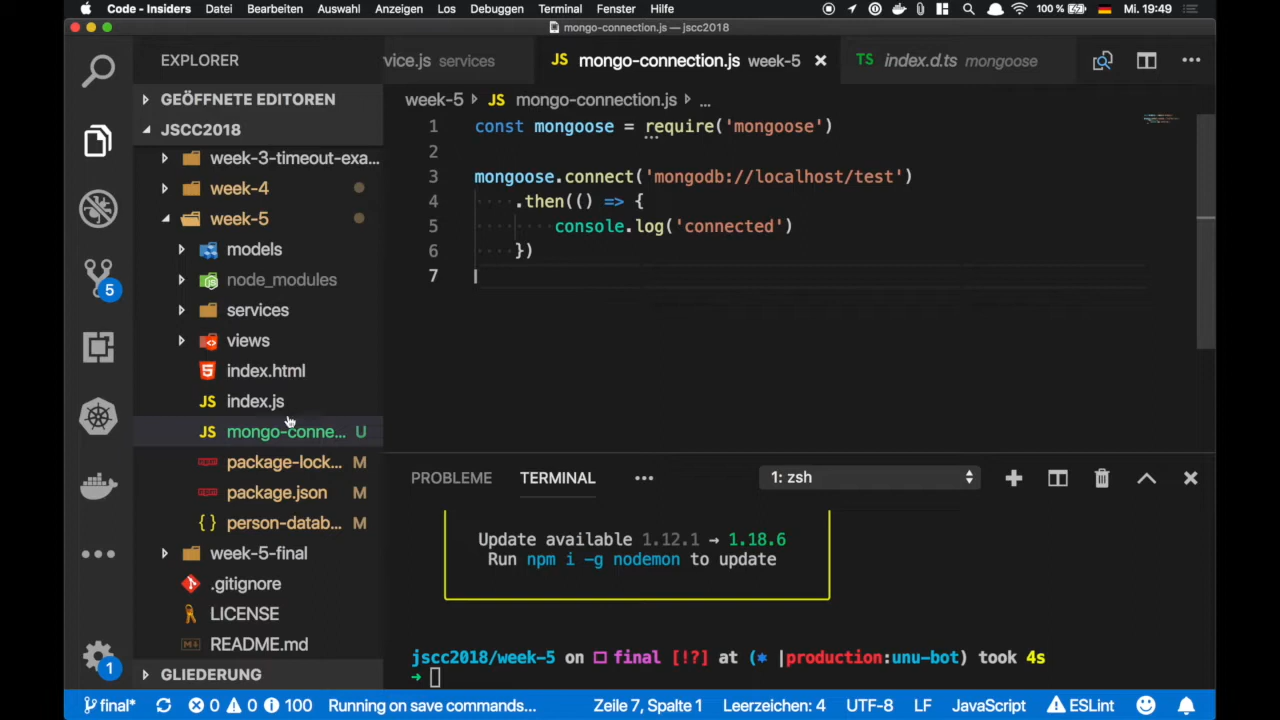 Code - Insiders Datei Bearbeiten Auswahl Anzeigen Los Debuggen Terminal Fenster Hilfe 100 % Mi. 19:49
mongo-connection.js — jscc2018
EXPLORER
vice.js services
JS mongo-connection.js week-5
TS index.d.ts mongoose
GEÖFFNETE EDITOREN
JSCC2018
week-3-timeout-exa...
week-4
week-5
models
node_modules
services
views
index.html
JS index.js
JS mongo-conne... U
package-lock... M
package.json M
{} person-datab... M
week-5-final
.gitignore
LICENSE
README.md
GLIEDERUNG
5
1
week-5 JS mongo-connection.js ...
1 const mongoose = require('mongoose')
2
3 mongoose.connect('mongodb://localhost/test')
4 .then(() => {
5 console.log('connected')
6 })
7
PROBLEME TERMINAL ... 1: zsh
Update available 1.12.1 → 1.18.6
Run npm i -g nodemon to update
jscc2018/week-5 on final [!?] at (⎈ |production:unu-bot) took 4s
➜
final* 0 0 100 Running on save commands... Zeile 7, Spalte 1 Leerzeichen: 4 UTF-8 LF JavaScript ESLint